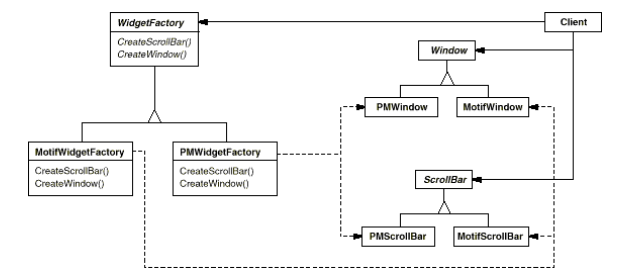 WidgetFactory
CreateScrollBar()
CreateWindow()
Client
Window
PMWindow
MotifWindow
MotifWidgetFactory
CreateScrollBar()
CreateWindow()
PMWidgetFactory
CreateScrollBar()
CreateWindow()
ScrollBar
PMScrollBar
MotifScrollBar